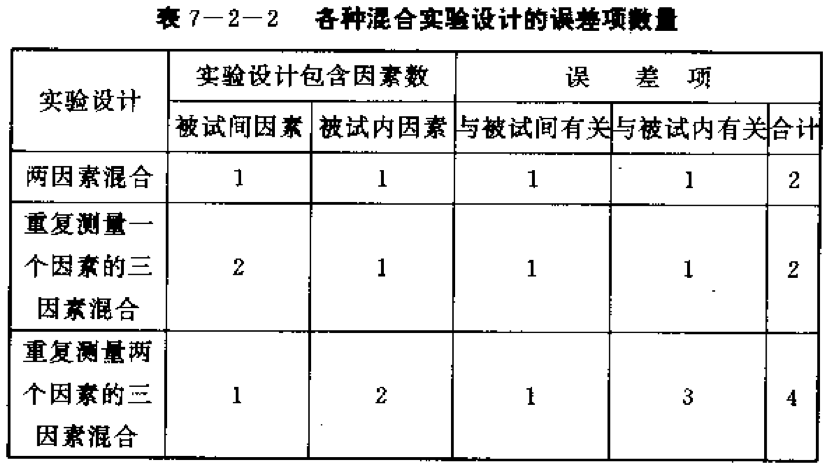 表 7—2—2 各种混合实验设计的误差项数量
实验设计 实验设计包含因素数 误 差 项
被试间因素 被试内因素 与被试间有关 与被试内有关 合计
两因素混合 1 1 1 1 2
重复测量一
个因素的三 2 1 1 1 2
因素混合
重复测量两
个因素的三 1 2 1 3 4
因素混合